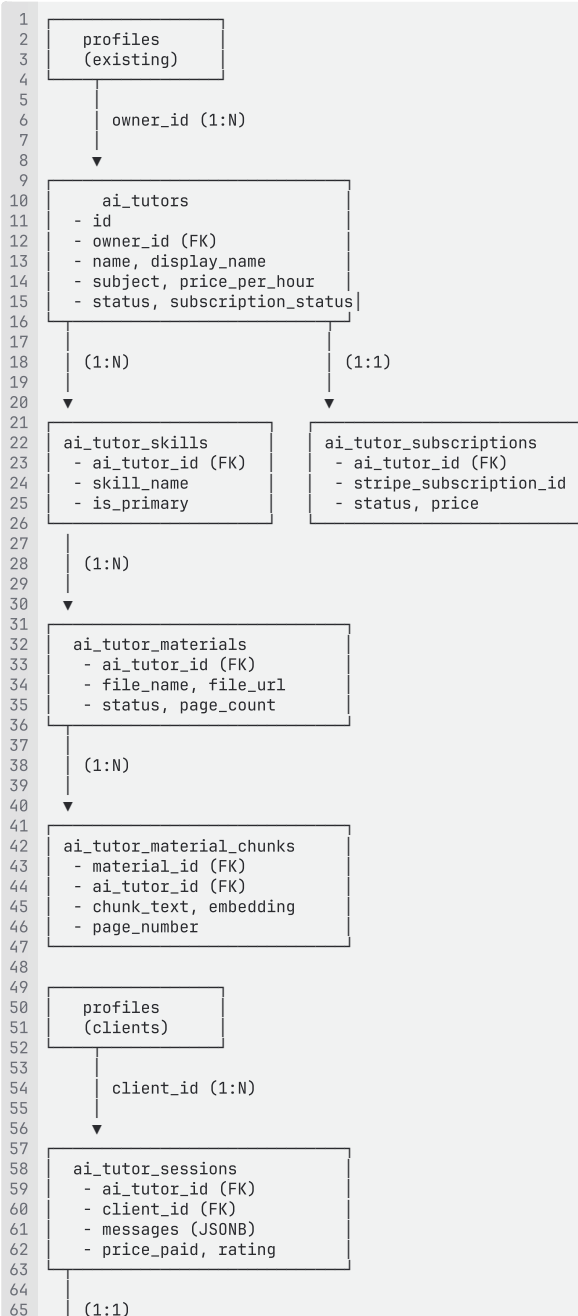 1
2 profiles
3 (existing)
4
5
6 owner_id (1:N)
7
8 ▼
9
10 ai_tutors
11 - id
12 - owner_id (FK)
13 - name, display_name
14 - subject, price_per_hour
15 - status, subscription_status
16
17
18 (1:N) (1:1)
19
20 ▼ ▼
21
22 ai_tutor_skills ai_tutor_subscriptions
23 - ai_tutor_id (FK) - ai_tutor_id (FK)
24 - skill_name - stripe_subscription_id
25 - is_primary - status, price
26
27
28 (1:N)
29
30 ▼
31
32 ai_tutor_materials
33 - ai_tutor_id (FK)
34 - file_name, file_url
35 - status, page_count
36
37
38 (1:N)
39
40 ▼
41
42 ai_tutor_material_chunks
43 - material_id (FK)
44 - ai_tutor_id (FK)
45 - chunk_text, embedding
46 - page_number
47
48
49
50 profiles
51 (clients)
52
53
54 client_id (1:N)
55
56 ▼
57
58 ai_tutor_sessions
59 - ai_tutor_id (FK)
60 - client_id (FK)
61 - messages (JSONB)
62 - price_paid, rating
63
64
65 (1:1)